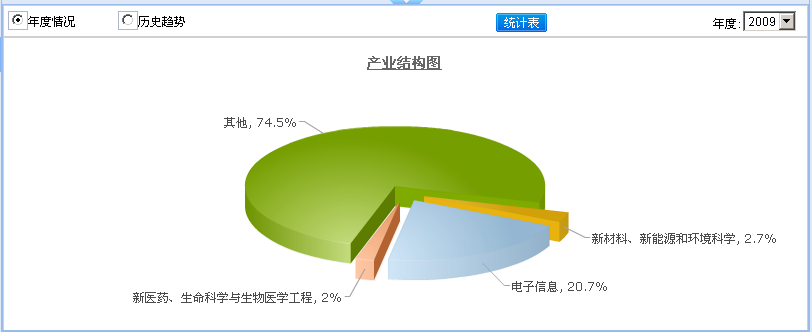 年度情况 历史趋势 统计表 年度: 2009
产业结构图
其他, 74.5%
新材料、新能源和环境科学, 2.7%
电子信息, 20.7%
新医药、生命科学与生物医学工程, 2%